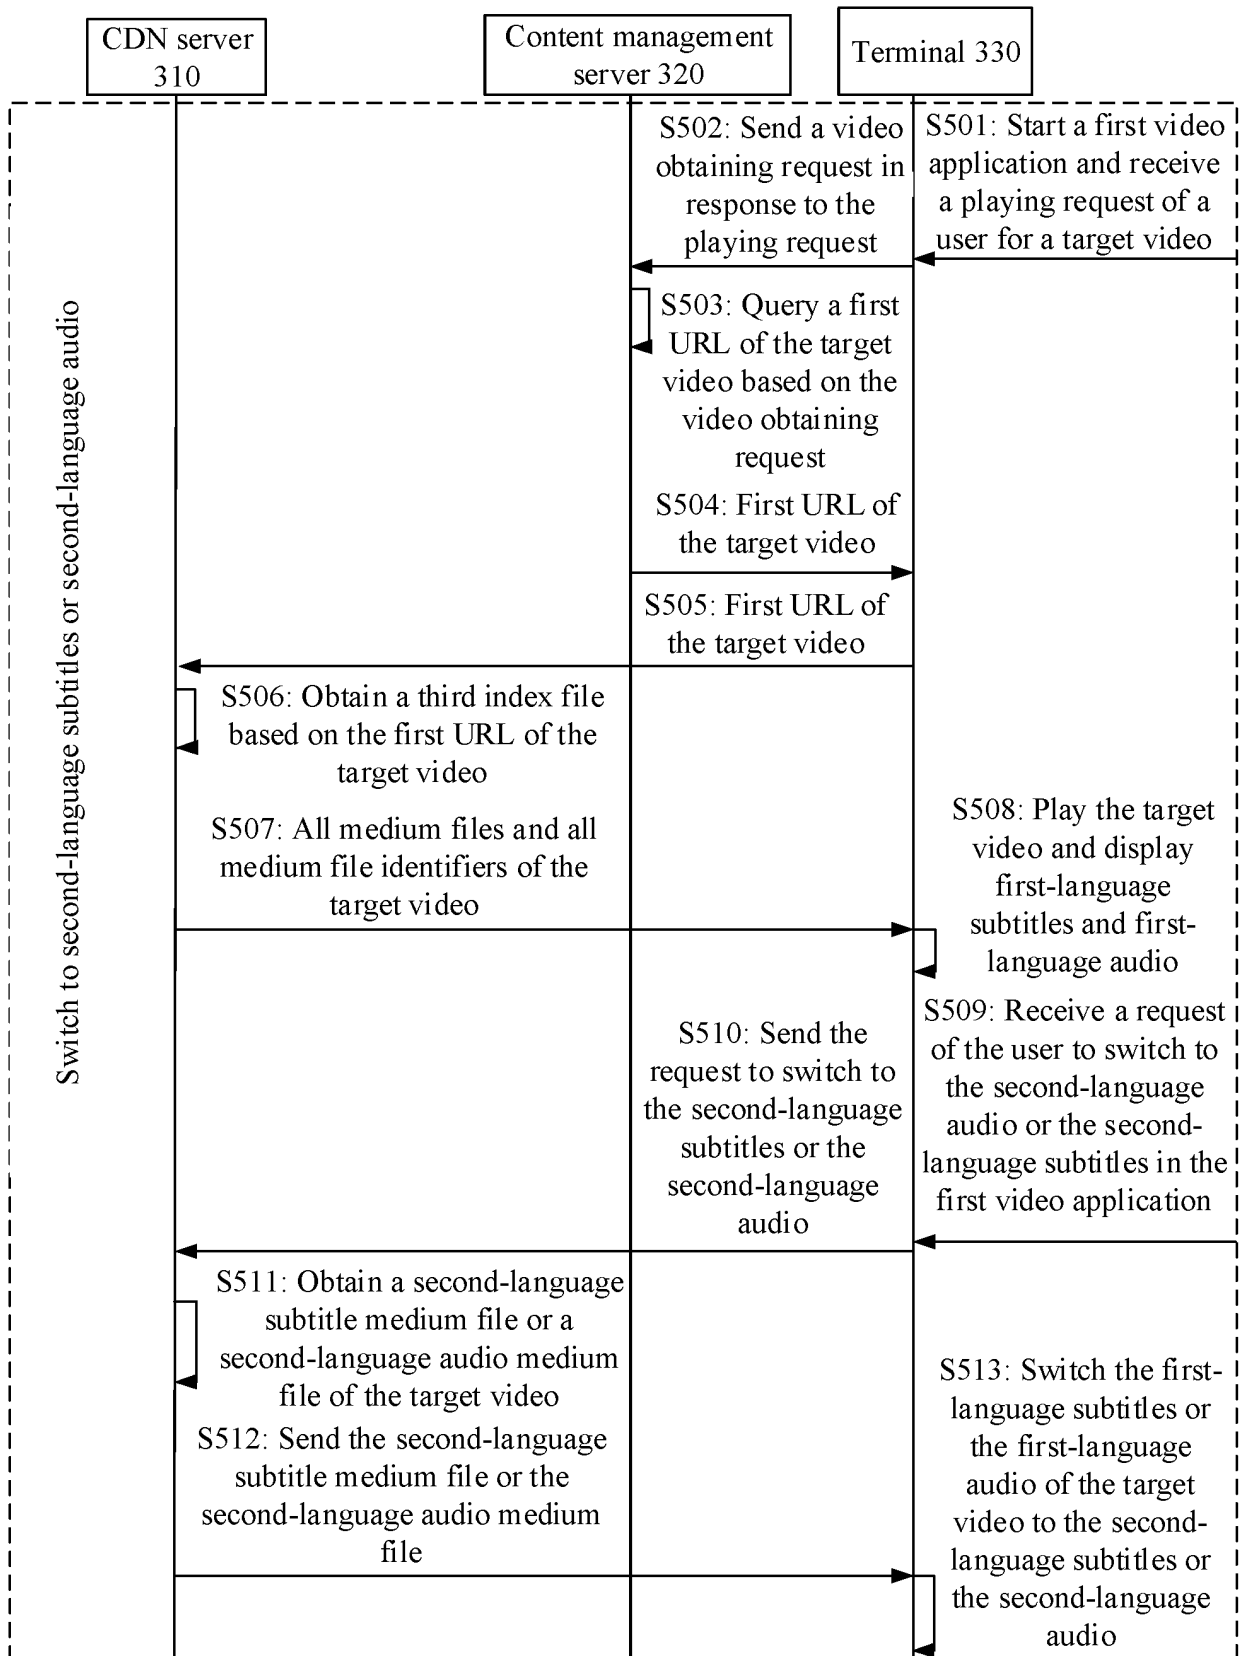 CDN server
310
Content management
server 320
Terminal 330
Switch to second-language subtitles or second-language audio
S501: Start a first video
application and receive
a playing request of a
user for a target video
S502: Send a video
obtaining request in
response to the
playing request
S503: Query a first
URL of the target
video based on the
video obtaining
request
S504: First URL of
the target video
S505: First URL of
the target video
S506: Obtain a third index file
based on the first URL of the
target video
S507: All medium files and all
medium file identifiers of the
target video
S508: Play the target
video and display
first-language
subtitles and first-
language audio
S509: Receive a request
of the user to switch to
the second-language
audio or the second-
language subtitles in the
first video application
S510: Send the
request to switch to
the second-language
subtitles or the
second-language
audio
S511: Obtain a second-language
subtitle medium file or a
second-language audio medium
file of the target video
S512: Send the second-language
subtitle medium file or the
second-language audio medium
file
S513: Switch the first-
language subtitles or
the first-language
audio of the target
video to the second-
language subtitles or
the second-language
audio